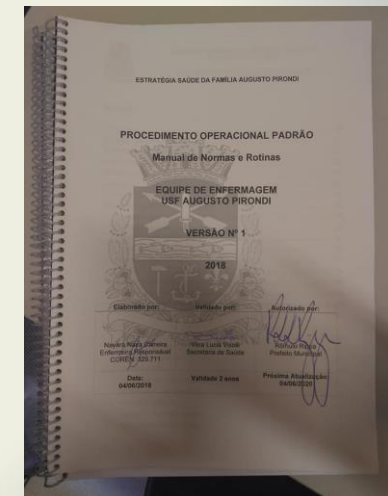 ESTRATÉGIA SAÚDE DA FAMÍLIA AUGUSTO PIRONDI
PROCEDIMENTO OPERACIONAL PADRÃO
Manual de Normas e Rotinas
EQUIPE DE ENFERMAGEM
USF AUGUSTO PIRONDI
VERSÃO Nº 1
2018
Elaborado por:
Validado por:
Autorizado por:
Enfermeira Responsável
Secretária de Saúde
Prefeito Municipal
Data:
04/06/2018
Validade 2 anos
Próxima Atualização:
04/06/2020